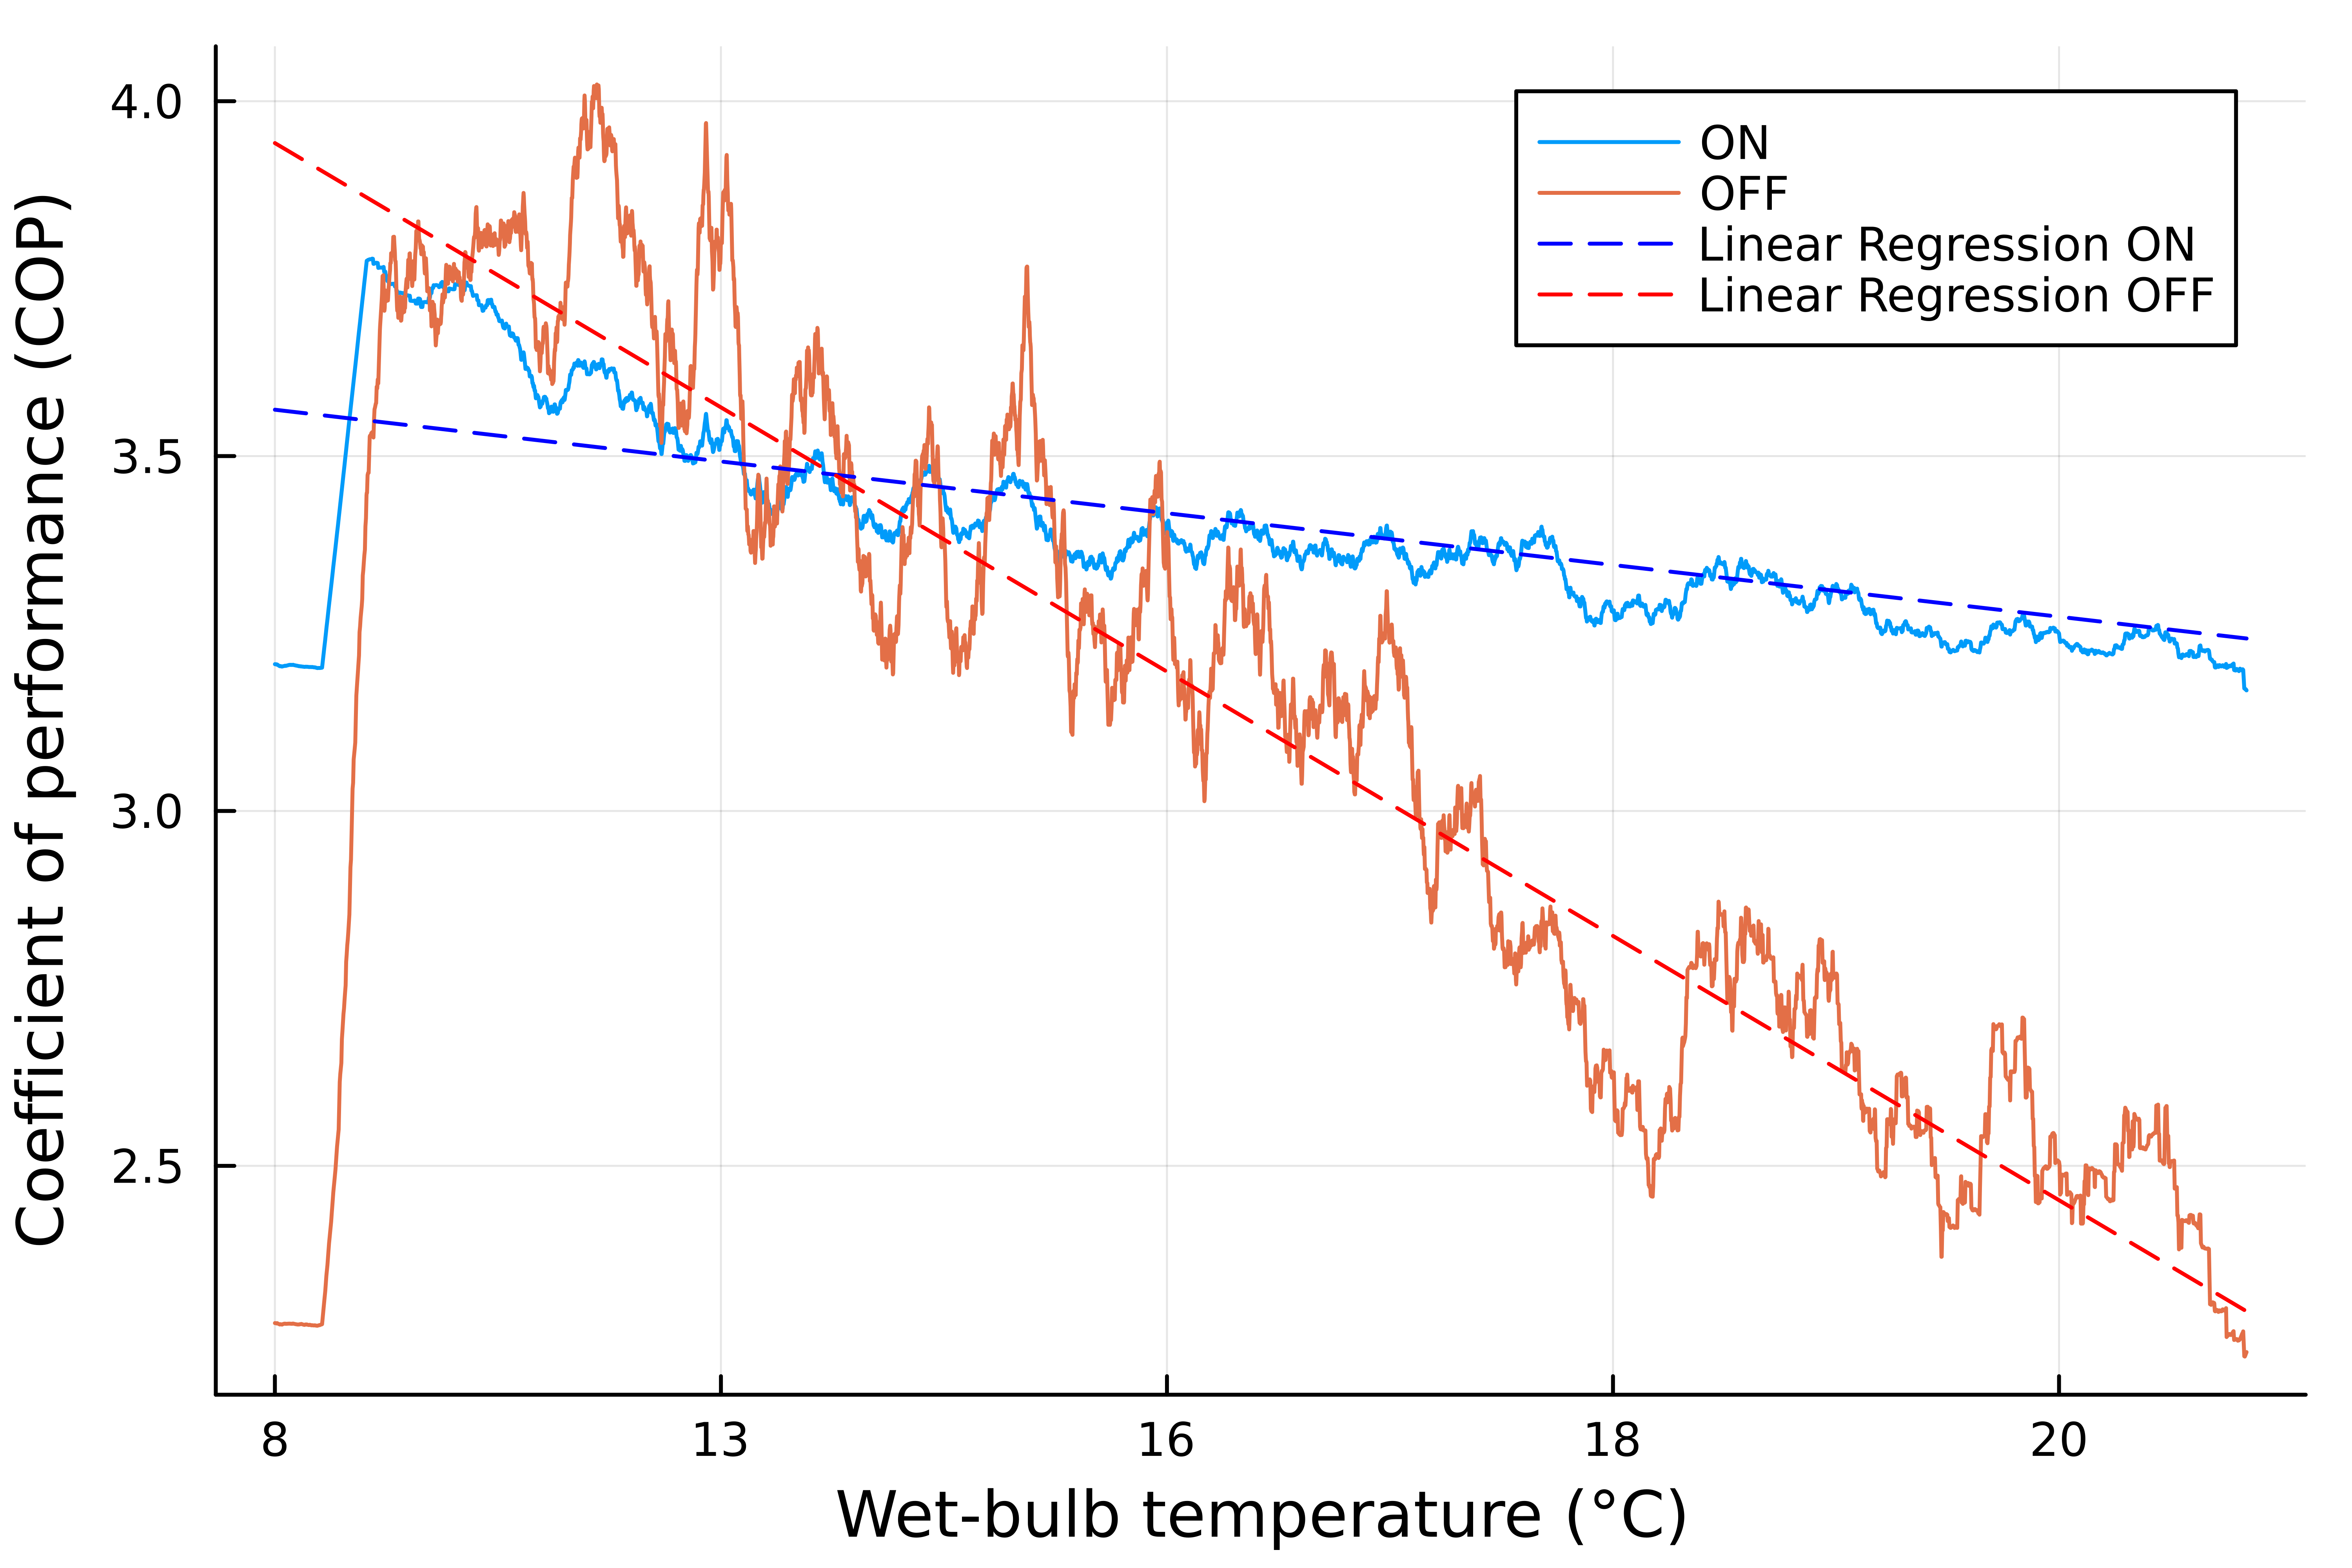 4.0
3.5
3.0
2.5
Coefficient of performance (COP)
ON
OFF
Linear Regression ON
Linear Regression OFF
8 13 16 18 20
Wet-bulb temperature (°C)